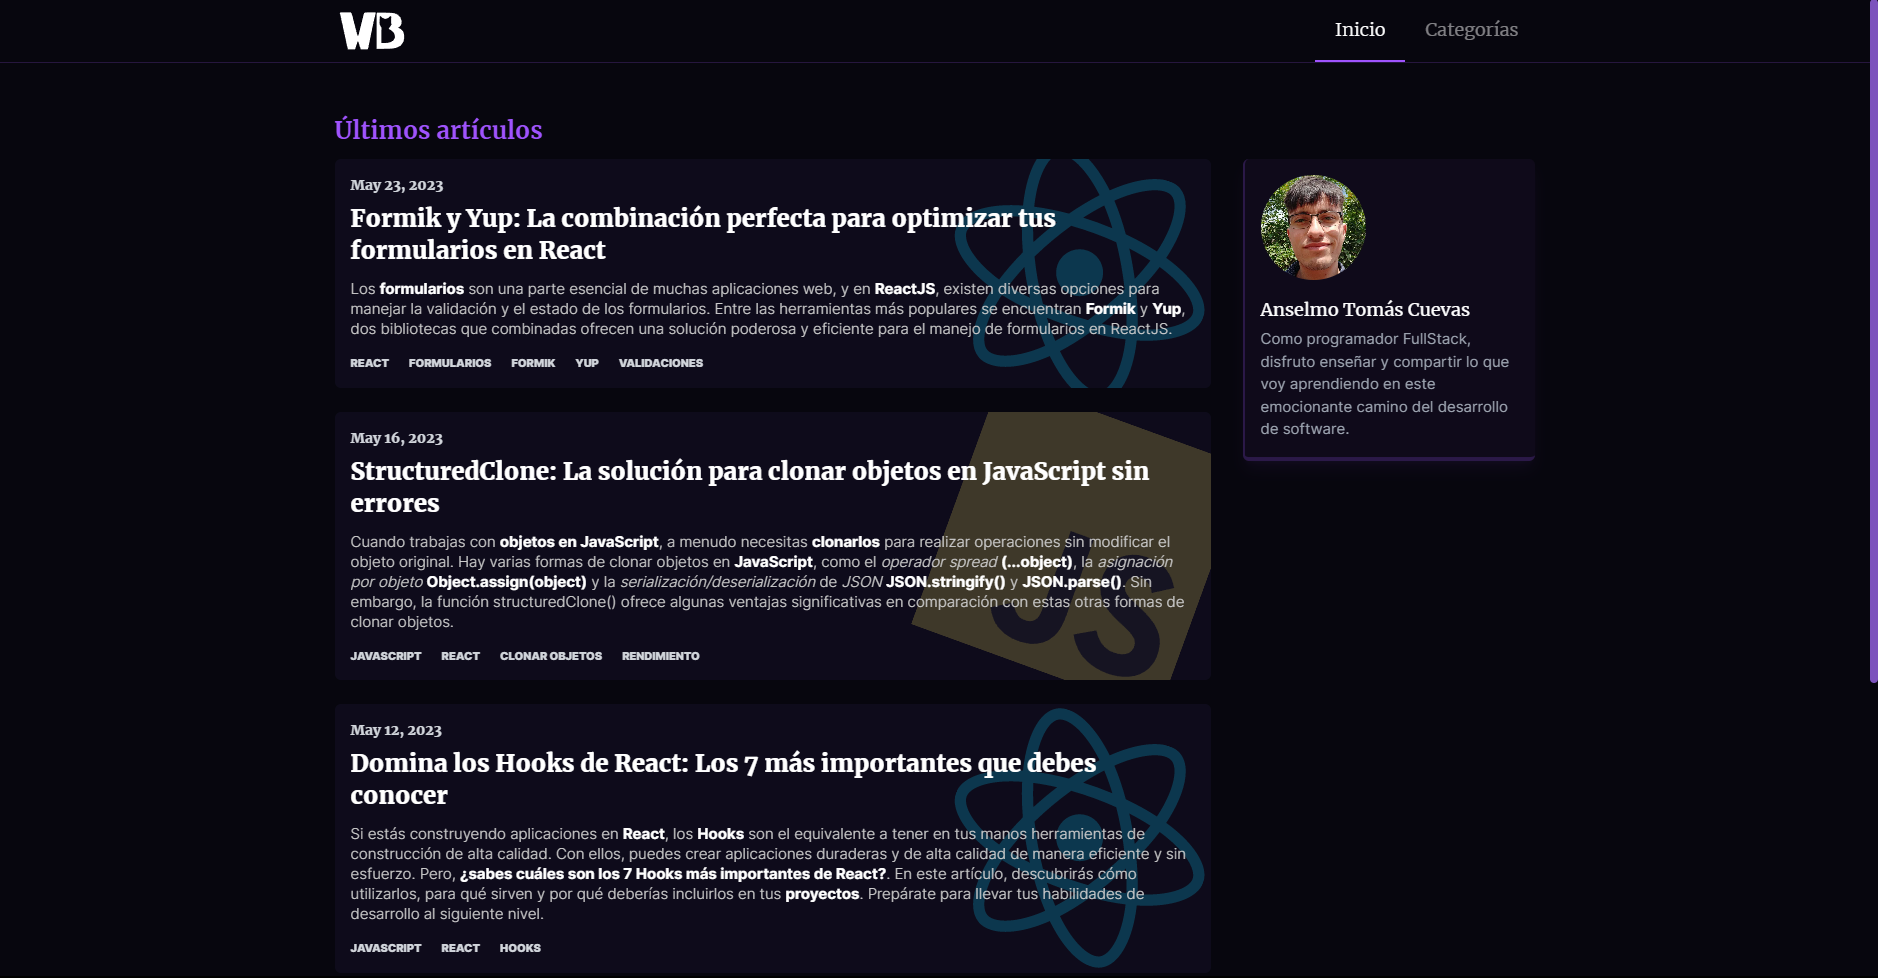 WB
Inicio
Categorías
Últimos artículos
May 23, 2023
Formik y Yup: La combinación perfecta para optimizar tus
formularios en React
Los formularios son una parte esencial de muchas aplicaciones web, y en ReactJS, existen diversas opciones para
manejar la validación y el estado de los formularios. Entre las herramientas más populares se encuentran Formik y Yup,
dos bibliotecas que combinadas ofrecen una solución poderosa y eficiente para el manejo de formularios en ReactJS.
REACT FORMULARIOS FORMIK YUP VALIDACIONES
May 16, 2023
StructuredClone: La solución para clonar objetos en JavaScript sin
errores
Cuando trabajas con objetos en JavaScript, a menudo necesitas clonarlos para realizar operaciones sin modificar el
objeto original. Hay varias formas de clonar objetos en JavaScript, como el operador spread (...object), la asignación
por objeto Object.assign(object) y la serialización/deserialización de JSON JSON.stringify() y JSON.parse(). Sin
embargo, la función structuredClone() ofrece algunas ventajas significativas en comparación con estas otras formas de
clonar objetos.
JS
JAVASCRIPT REACT CLONAR OBJETOS RENDIMIENTO
May 12, 2023
Domina los Hooks de React: Los 7 más importantes que debes
conocer
Si estás construyendo aplicaciones en React, los Hooks son el equivalente a tener en tus manos herramientas de
construcción de alta calidad. Con ellos, puedes crear aplicaciones duraderas y de alta calidad de manera eficiente y sin
esfuerzo. Pero, ¿sabes cuáles son los 7 Hooks más importantes de React?. En este artículo, descubrirás cómo
utilizarlos, para qué sirven y por qué deberías incluirlos en tus proyectos. Prepárate para llevar tus habilidades de
desarrollo al siguiente nivel.
JAVASCRIPT REACT HOOKS
Anselmo Tomás Cuevas
Como programador FullStack,
disfruto enseñar y compartir lo que
voy aprendiendo en este
emocionante camino del desarrollo
de software.